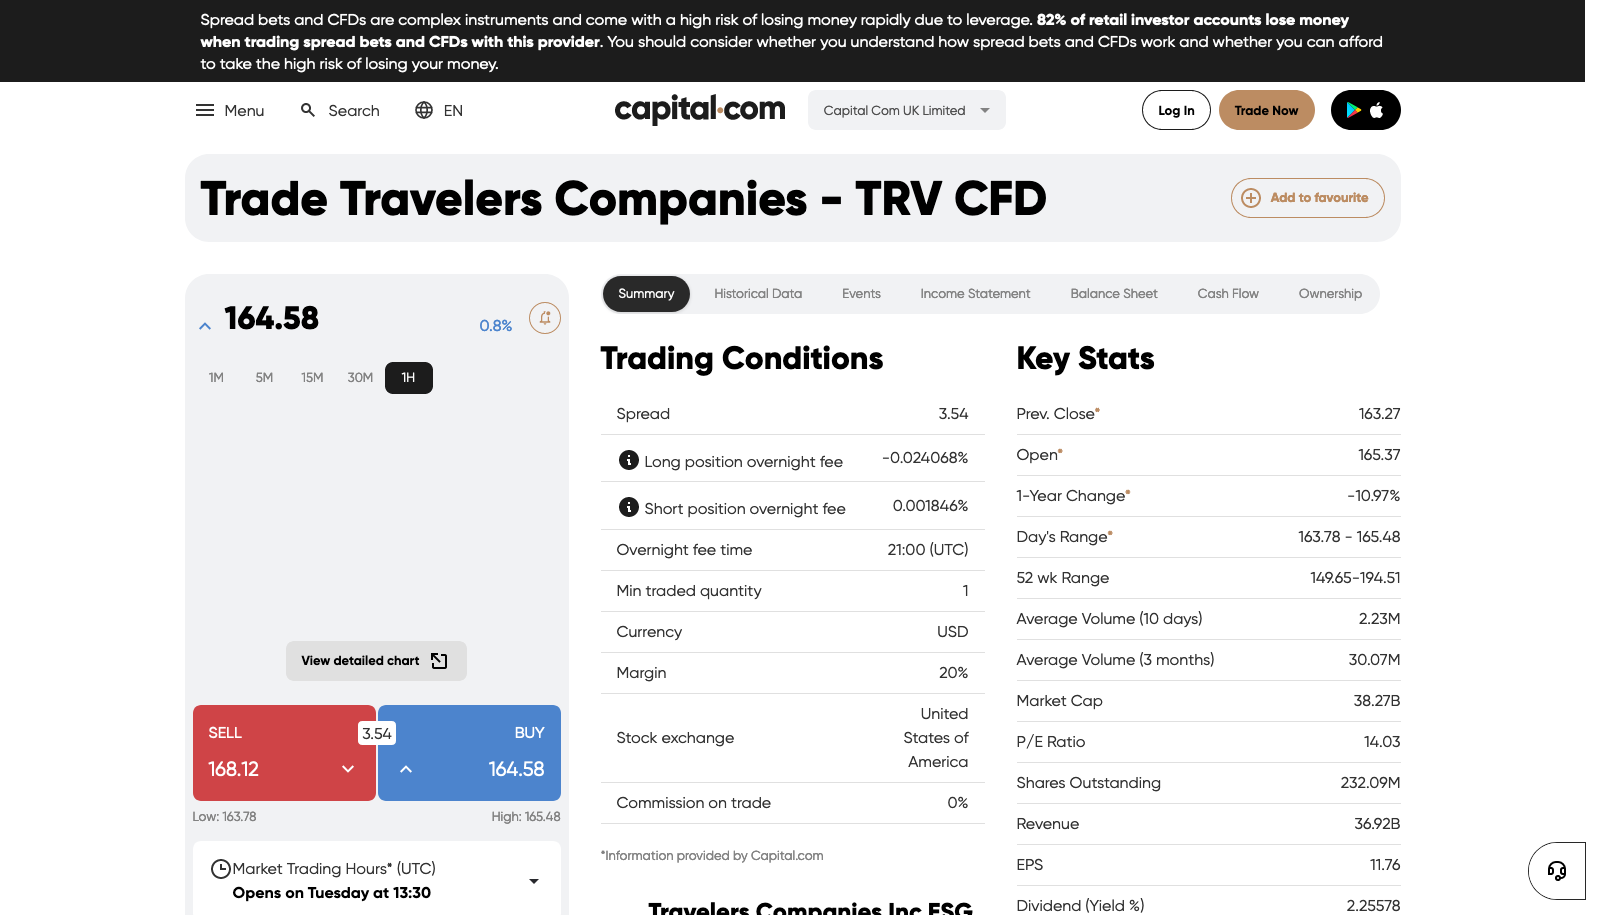 Spread bets and CFDs are complex instruments and come with a high risk of losing money rapidly due to leverage. 82% of retail investor accounts lose money
when trading spread bets and CFDs with this provider. You should consider whether you understand how spread bets and CFDs work and whether you can afford
to take the high risk of losing your money.
Menu
Search
EN
capital.com
Capital Com UK Limited
Log In
Trade Now
Trade Travelers Companies - TRV CFD
Add to favourite
164.58
0.8%
1M 5M 15M 30M 1H
View detailed chart
SELL
168.12
3.54
BUY
164.58
Low: 163.78
High: 165.48
Market Trading Hours* (UTC)
Opens on Tuesday at 13:30
Summary Historical Data Events Income Statement Balance Sheet Cash Flow Ownership
Trading Conditions
Spread 3.54
Long position overnight fee -0.024068%
Short position overnight fee 0.001846%
Overnight fee time 21:00 (UTC)
Min traded quantity 1
Currency USD
Margin 20%
Stock exchange United
States of
America
Commission on trade 0%
*Information provided by Capital.com
Travelers Companies Inc ESG
Key Stats
Prev. Close* 163.27
Open* 165.37
1-Year Change* -10.97%
Day's Range* 163.78 - 165.48
52 wk Range 149.65-194.51
Average Volume (10 days) 2.23M
Average Volume (3 months) 30.07M
Market Cap 38.27B
P/E Ratio 14.03
Shares Outstanding 232.09M
Revenue 36.92B
EPS 11.76
Dividend (Yield %) 2.25578